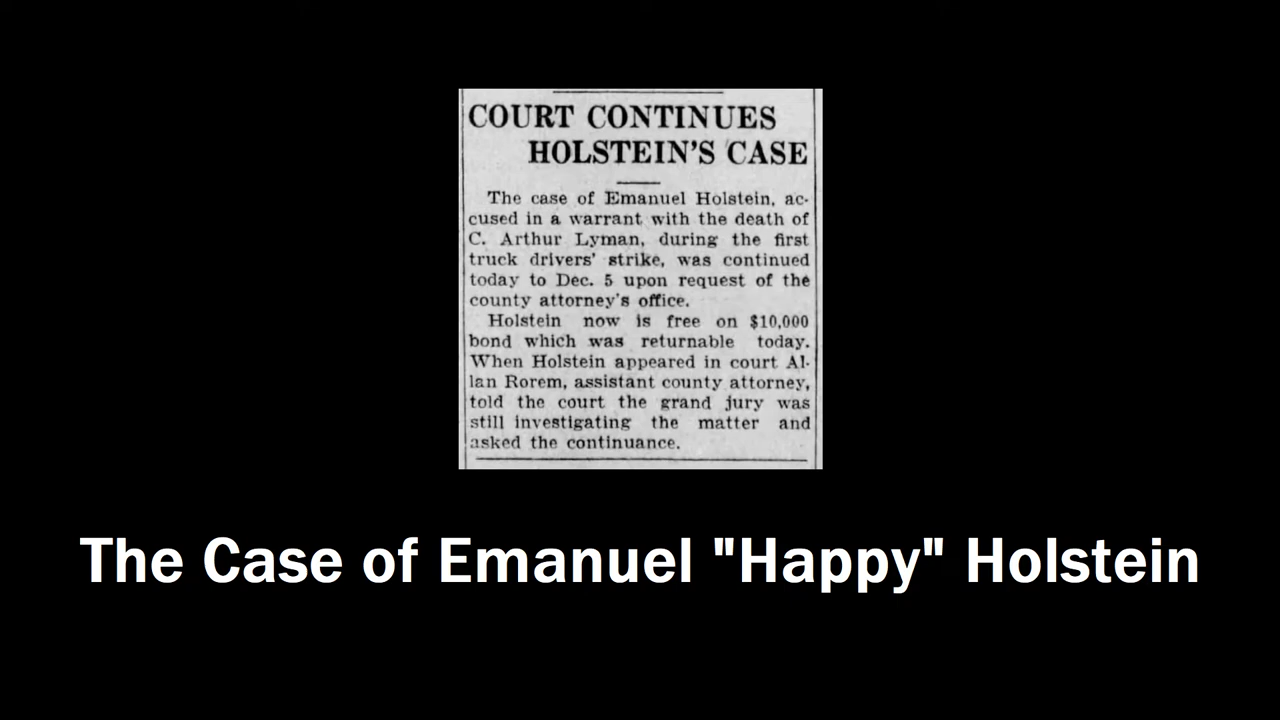 COURT CONTINUES
HOLSTEIN'S CASE
The case of Emanuel Holstein, ac-
cused in a warrant with the death of
C. Arthur Lyman, during the first
truck drivers' strike, was continued
today to Dec. 5 upon request of the
county attorney's office.
Holstein now is free on $10,000
bond which was returnable today.
When Holstein appeared in court Al-
lan Rorem, assistant county attorney,
told the court the grand jury was
still investigating the matter and
asked the continuance.
The Case of Emanuel "Happy" Holstein